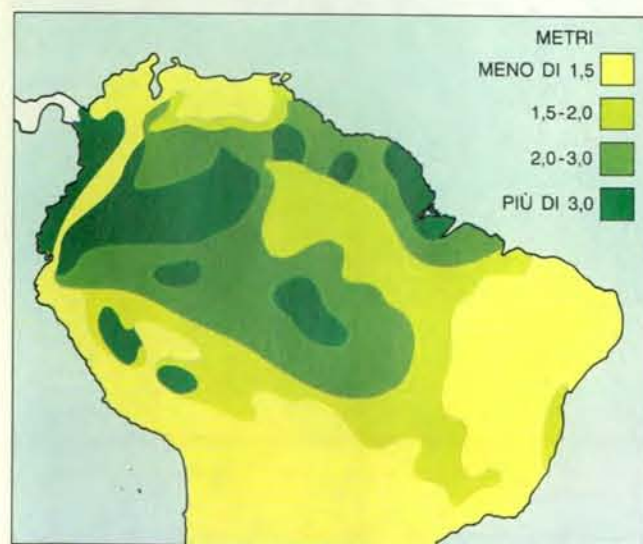 METRI
MENO DI 1,5
1,5-2,0
2,0-3,0
PIÙ DI 3,0